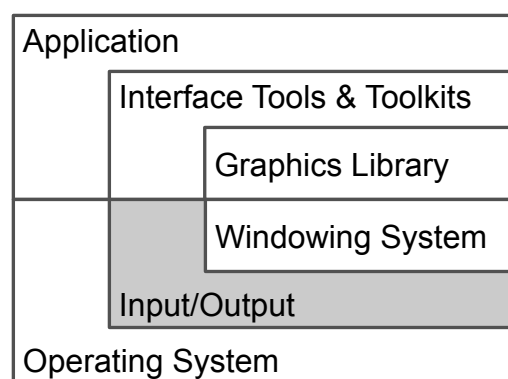 Application
Interface Tools & Toolkits
Graphics Library
Windowing System
Input/Output
Operating System